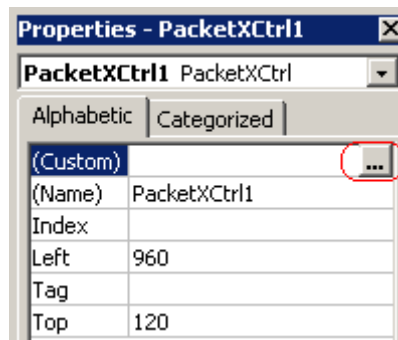 Properties - PacketXCtrl1
PacketXCtrl1 PacketXCtrl
Alphabetic Categorized
(Custom) ...
(Name) PacketXCtrl1
Index
Left 960
Tag
Top 120